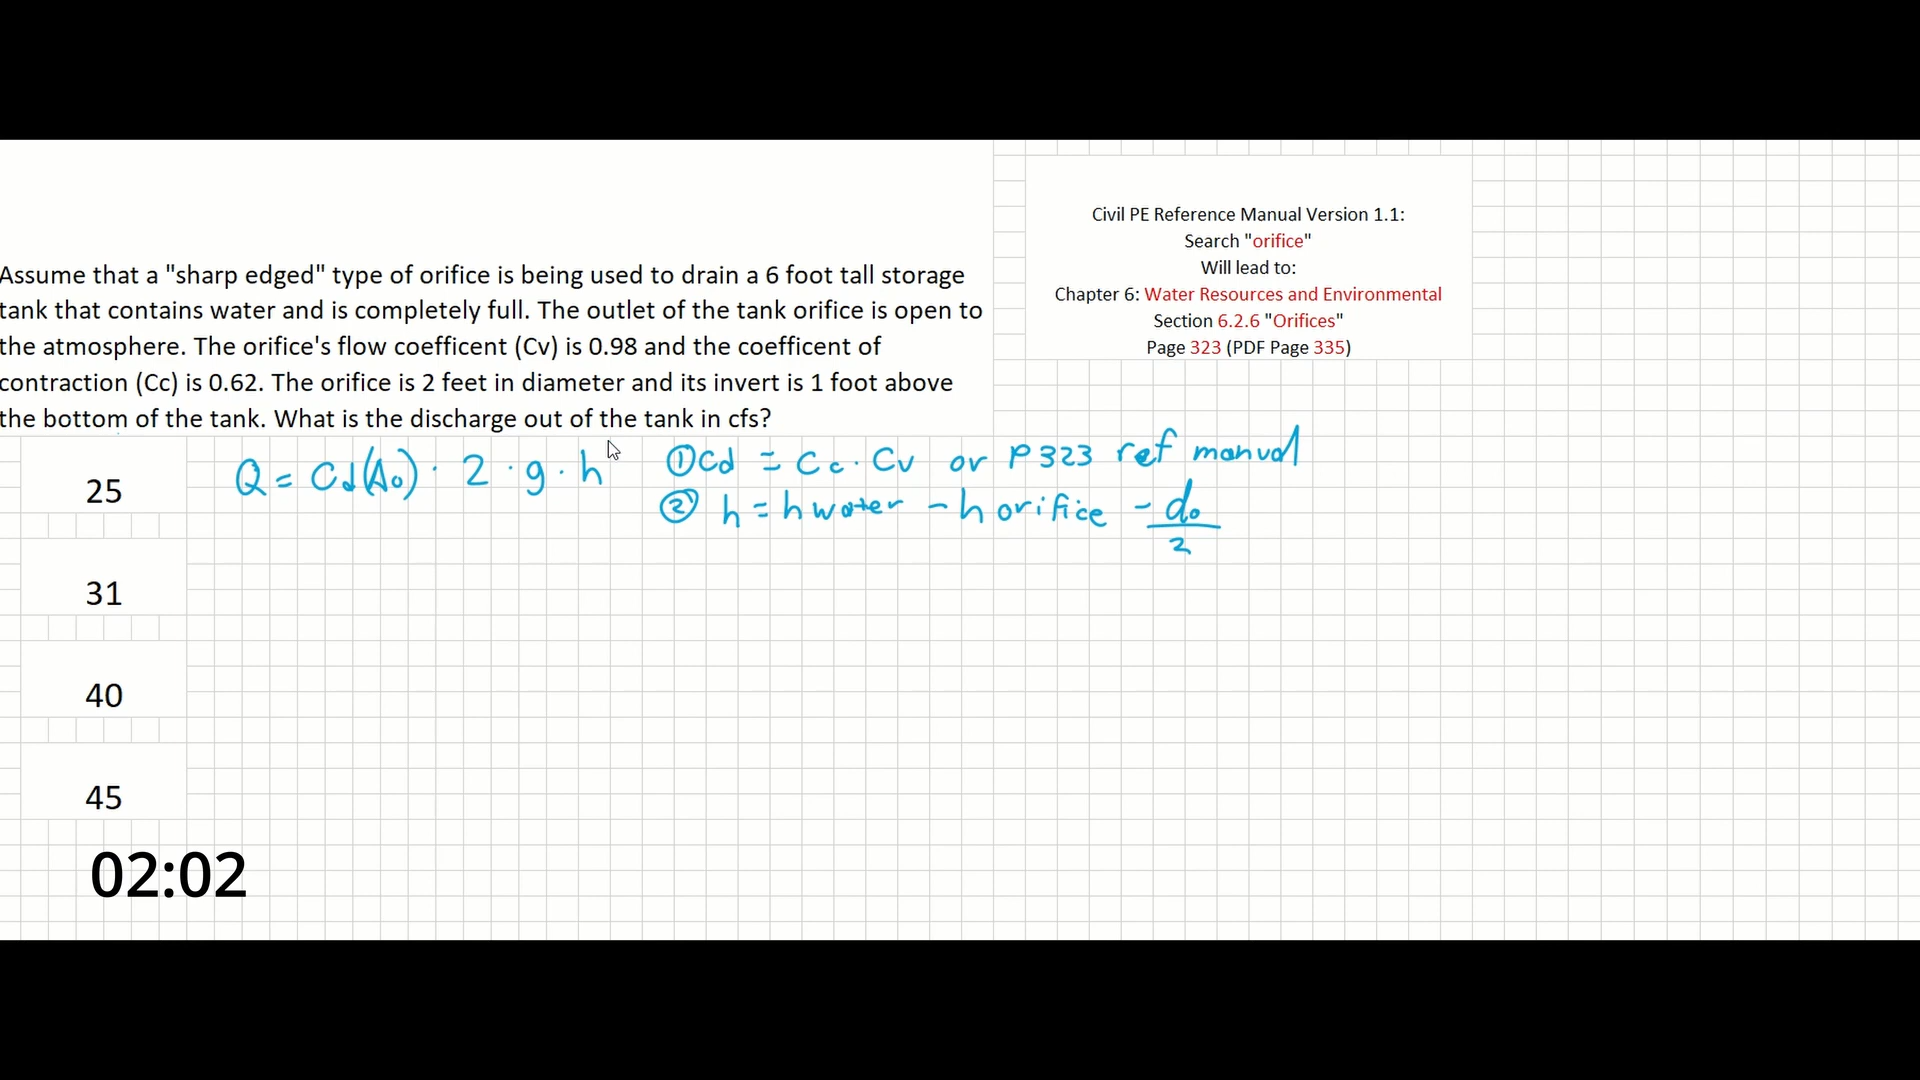 Civil PE Reference Manual Version 1.1:
Search "orifice"
Will lead to:
Chapter 6: Water Resources and Environmental
Section 6.2.6 "Orifices"
Page 323 (PDF Page 335)
Assume that a "sharp edged" type of orifice is being used to drain a 6 foot tall storage
tank that contains water and is completely full. The outlet of the tank orifice is open to
the atmosphere. The orifice's flow coefficent (Cv) is 0.98 and the coefficent of
contraction (Cc) is 0.62. The orifice is 2 feet in diameter and its invert is 1 foot above
the bottom of the tank. What is the discharge out of the tank in cfs?
Q = Cd(Ao) · 2 · g · h
① Cd = Cc · Cv or P323 ref manual
② h = h water - h orifice - do/2
25
31
40
45
02:02